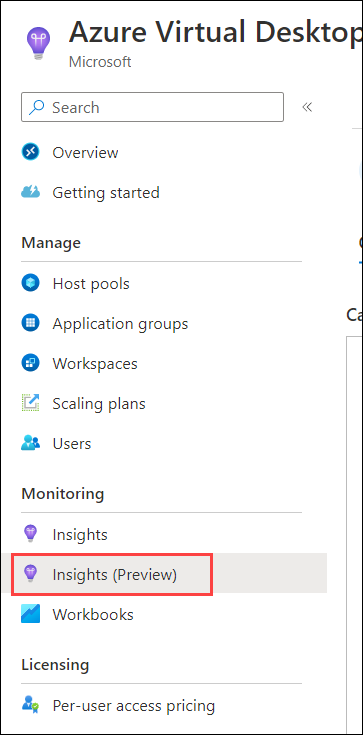 Azure Virtual Desktop
Microsoft
Search
«
Overview
Getting started
Manage
Host pools
Application groups
Workspaces
Scaling plans
Users
Monitoring
Insights
Insights (Preview)
Workbooks
Licensing
Per-user access pricing
Ca